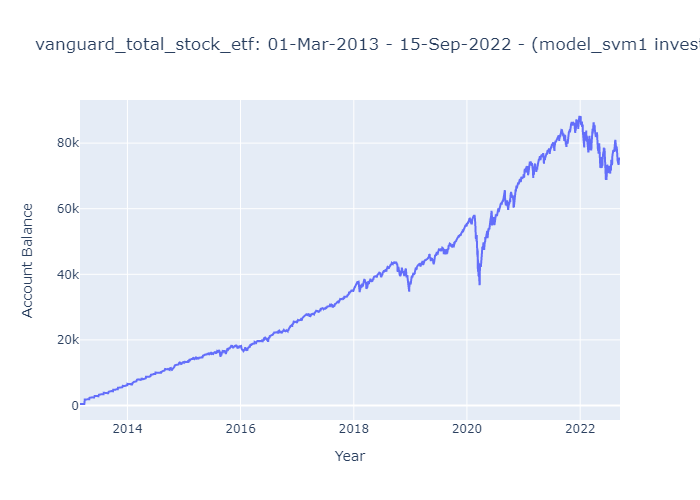 vanguard_total_stock_etf: 01-Mar-2013 - 15-Sep-2022 - (model_svm1 invest
80k
60k
40k
20k
0
Account Balance
2014 2016 2018 2020 2022
Year